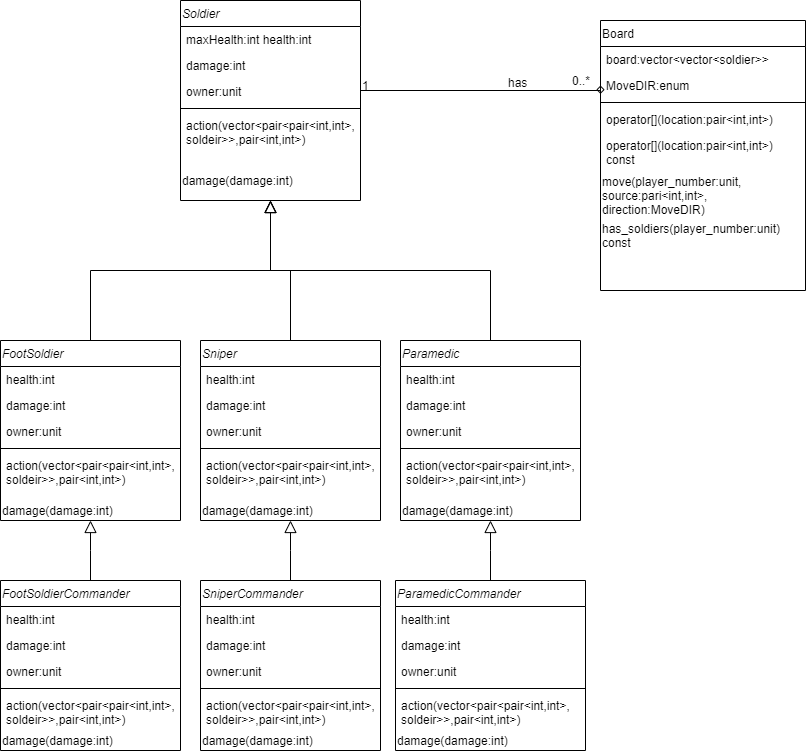 Soldier
maxHealth:int health:int
damage:int
owner:unit
action(vector<pair<pair<int,int>,
soldeir>>,pair<int,int>)
damage(damage:int)
1
has
0..*
Board
board:vector<vector<soldier>>
MoveDIR:enum
operator[](location:pair<int,int>)
operator[](location:pair<int,int>)
const
move(player_number:unit,
source:pari<int,int>,
direction:MoveDIR)
has_soldiers(player_number:unit)
const
FootSoldier
health:int
damage:int
owner:unit
action(vector<pair<pair<int,int>,
soldeir>>,pair<int,int>)
damage(damage:int)
Sniper
health:int
damage:int
owner:unit
action(vector<pair<pair<int,int>,
soldeir>>,pair<int,int>)
damage(damage:int)
Paramedic
health:int
damage:int
owner:unit
action(vector<pair<pair<int,int>,
soldeir>>,pair<int,int>)
damage(damage:int)
FootSoldierCommander
health:int
damage:int
owner:unit
action(vector<pair<pair<int,int>,
soldeir>>,pair<int,int>)
damage(damage:int)
SniperCommander
health:int
damage:int
owner:unit
action(vector<pair<pair<int,int>,
soldeir>>,pair<int,int>)
damage(damage:int)
ParamedicCommander
health:int
damage:int
owner:unit
action(vector<pair<pair<int,int>,
soldeir>>,pair<int,int>)
damage(damage:int)